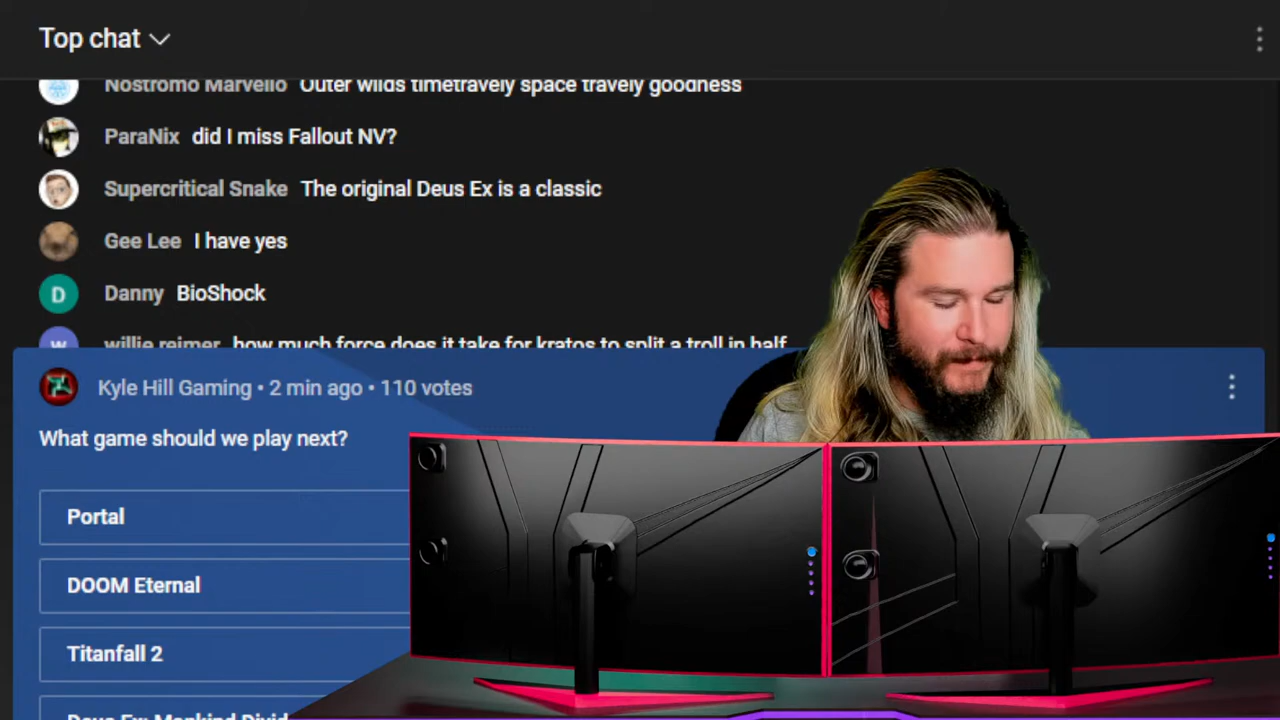 Top chat
Nostromo Marvello Outer wilds timetravely space travely goodness
ParaNix did I miss Fallout NV?
Supercritical Snake The original Deus Ex is a classic
Gee Lee I have yes
D Danny BioShock
w willie reimer how much force does it take for kratos to split a troll in half
Kyle Hill Gaming • 2 min ago • 110 votes
What game should we play next?
Portal
DOOM Eternal
Titanfall 2
Deus Ex: Mankind Divid